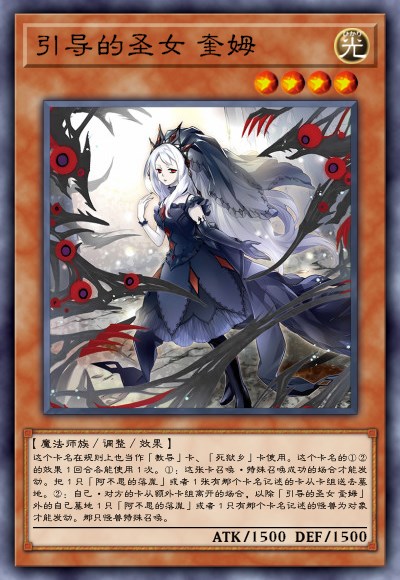 引导的圣女 奎姆
光
ひかり
【魔法师族/调整/效果】
这个卡名在规则上也当作「教导」卡、「死狱乡」卡使用。这个卡名的①②
的效果1回合各能使用1次。①：这张卡召唤·特殊召唤成功的场合才能发
动。把1只「阿不思的落胤」或者1张有那个卡名记述的卡从卡组送去墓
地。②：自己·对方的卡从额外卡组离开的场合，以除「引导的圣女 奎姆」
外的自己墓地1只「阿不思的落胤」或者1只有那个卡名记述的怪兽为对象
才能发动。那只怪兽特殊召唤。
ATK/1500 DEF/1500